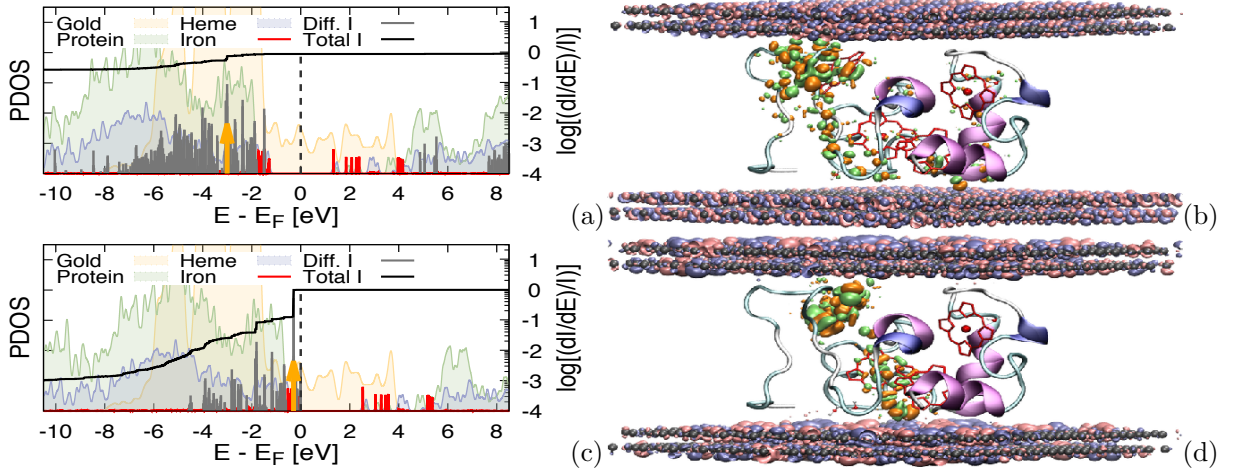 Gold Heme Diff. I
Protein Iron Total I
PDOS
1
0
-1
-2
-3
-4
log[(dI/dE)/I)]
-10 -8 -6 -4 -2 0 2 4 6 8
E - E_F [eV]
(a)
(b)
Gold Heme Diff. I
Protein Iron Total I
PDOS
1
0
-1
-2
-3
-4
log[(dI/dE)/I)]
-10 -8 -6 -4 -2 0 2 4 6 8
E - E_F [eV]
(c)
(d)